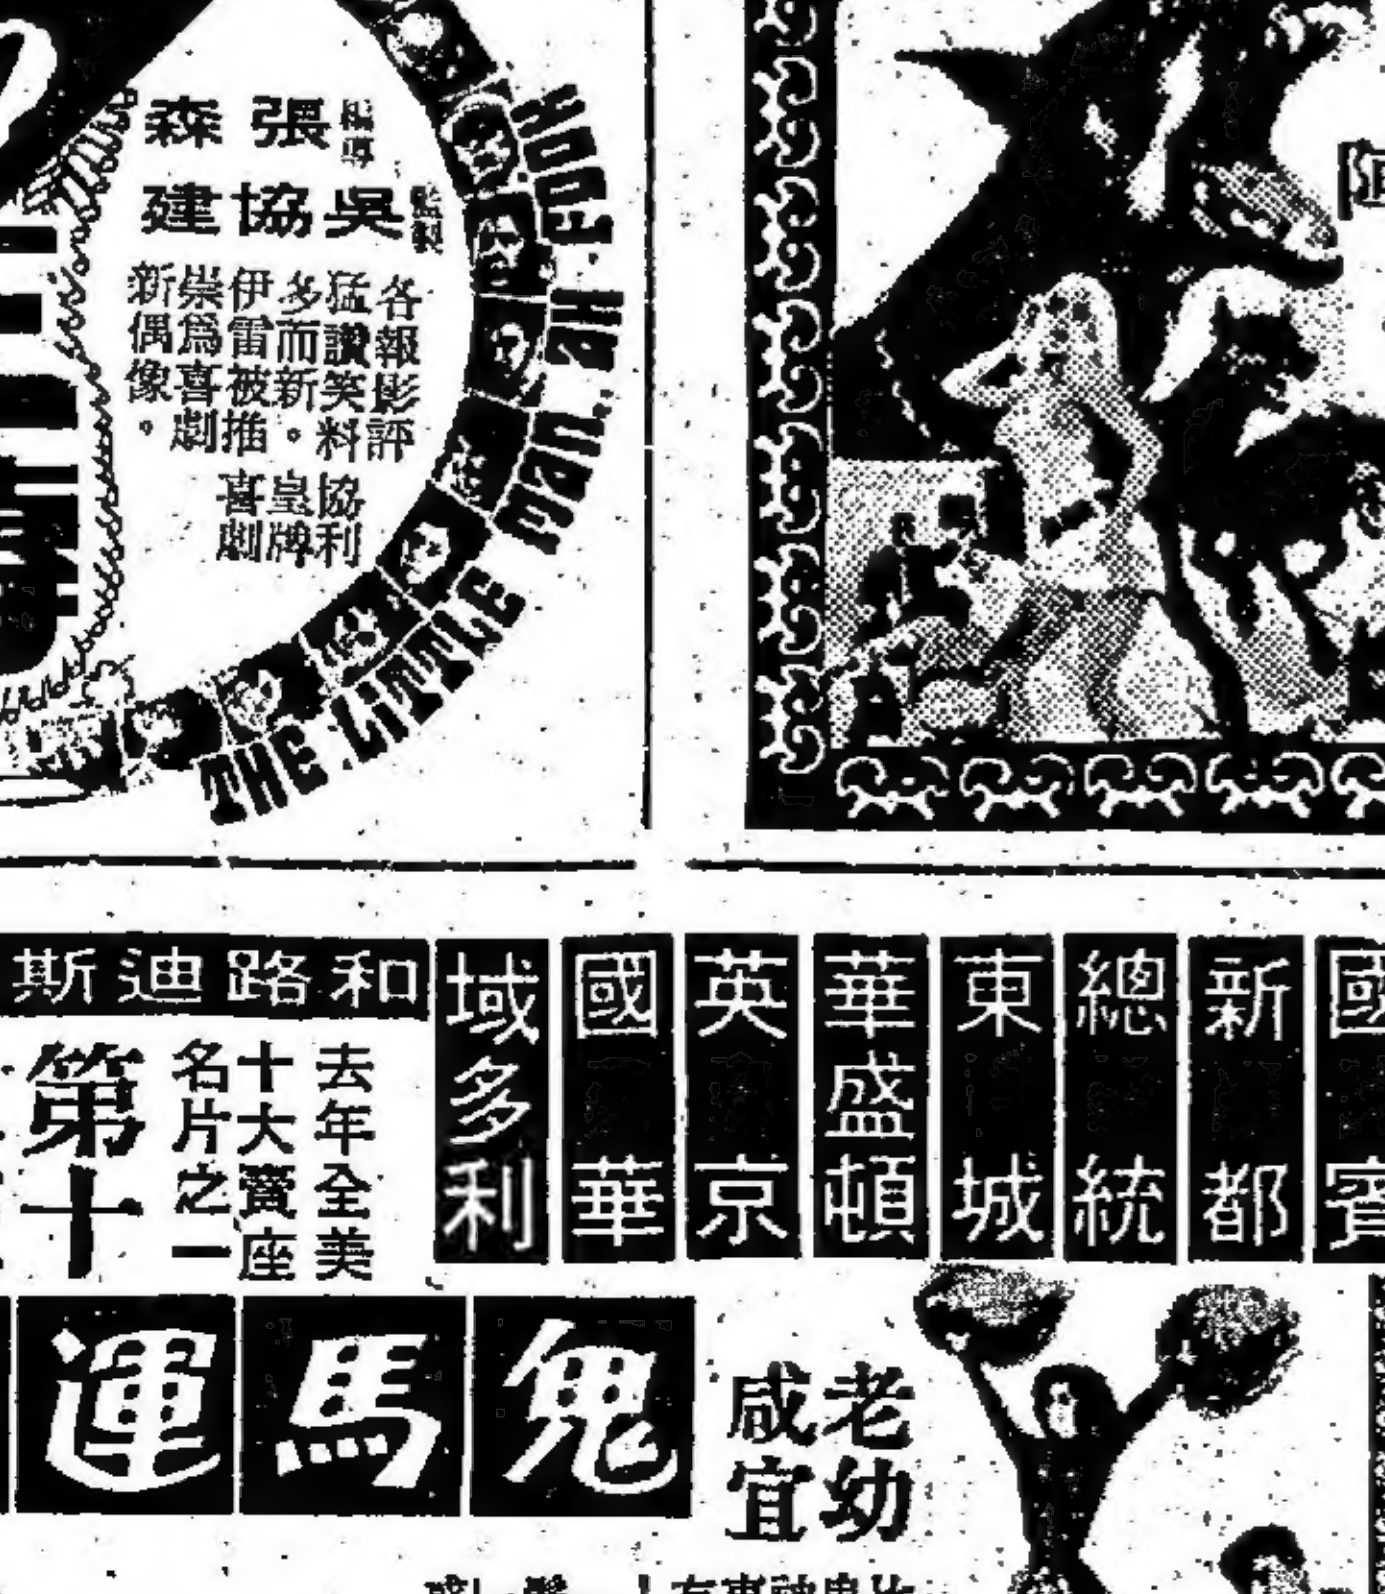 編導 張森
監製 吳協建
各報影評
猛讚笑料
多而新。
伊雷被推
崇為喜劇
新偶像。
協利
皇牌
喜劇
THE LITTLE
和路迪斯
域多利
國華
英京
華盛頓
東城
總統
新都
國賓
去年全美
十大賣座
名片之一
第十
鬼馬運
老幼
咸宜